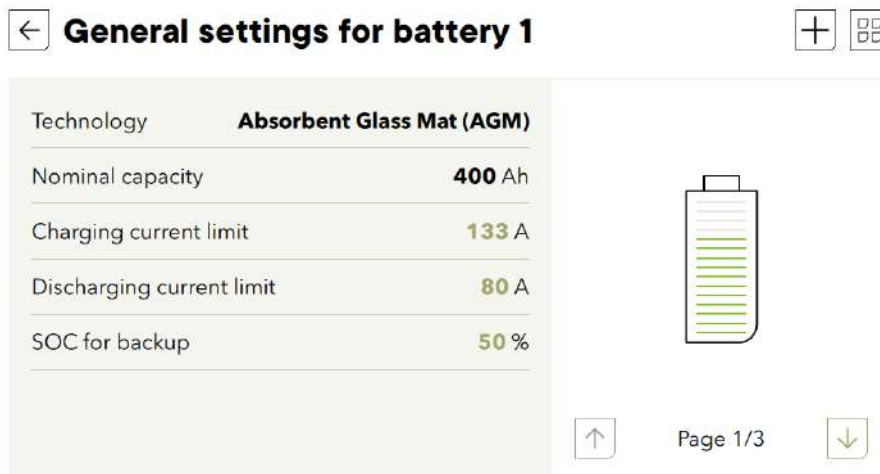 General settings for battery 1
Technology Absorbent Glass Mat (AGM)
Nominal capacity 400 Ah
Charging current limit 133 A
Discharging current limit 80 A
SOC for backup 50 %
Page 1/3